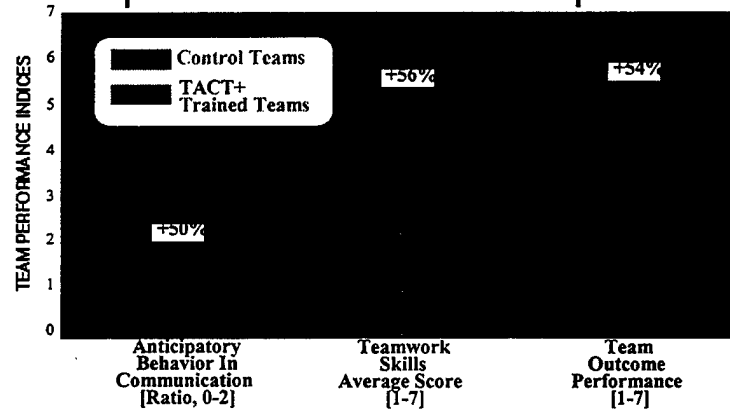 7
6
5
4
3
2
1
0
TEAM PERFORMANCE INDICES
Control Teams
TACT+
Trained Teams
+50%
+56%
+54%
Anticipatory
Behavior In
Communication
[Ratio, 0-2]
Teamwork
Skills
Average Score
[1-7]
Team
Outcome
Performance
[1-7]